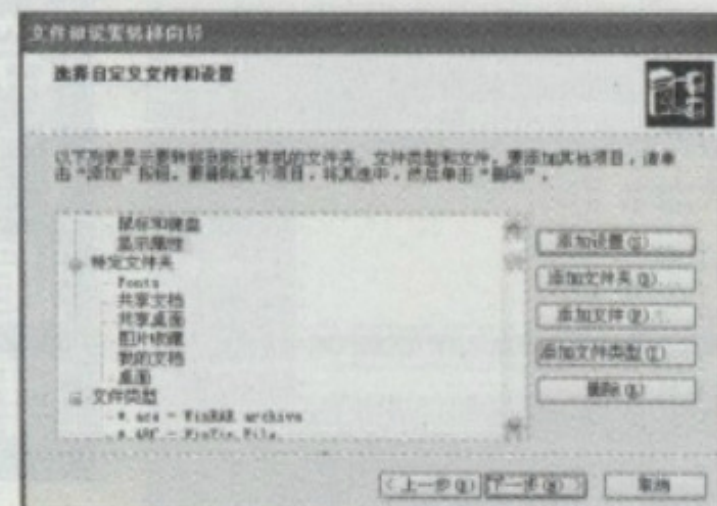 文件和设置转移向导
选择自定义文件和设置
以下列表显示要转移到新计算机的文件夹、文件类型和文件。要添加其他项目，请单
击“添加”按钮。要删除某个项目，将其选中，然后单击“删除”。
鼠标和键盘
显示属性
特定文件夹
Fonts
共享文档
共享桌面
图片收藏
我的文档
桌面
文件类型
*.ace - WinRAR archive
*.ARC - WinZip File
添加设置(S)...
添加文件夹(D)...
添加文件(F)...
添加文件类型(T)
删除(R)
<上一步(B)
下一步(N)>
取消